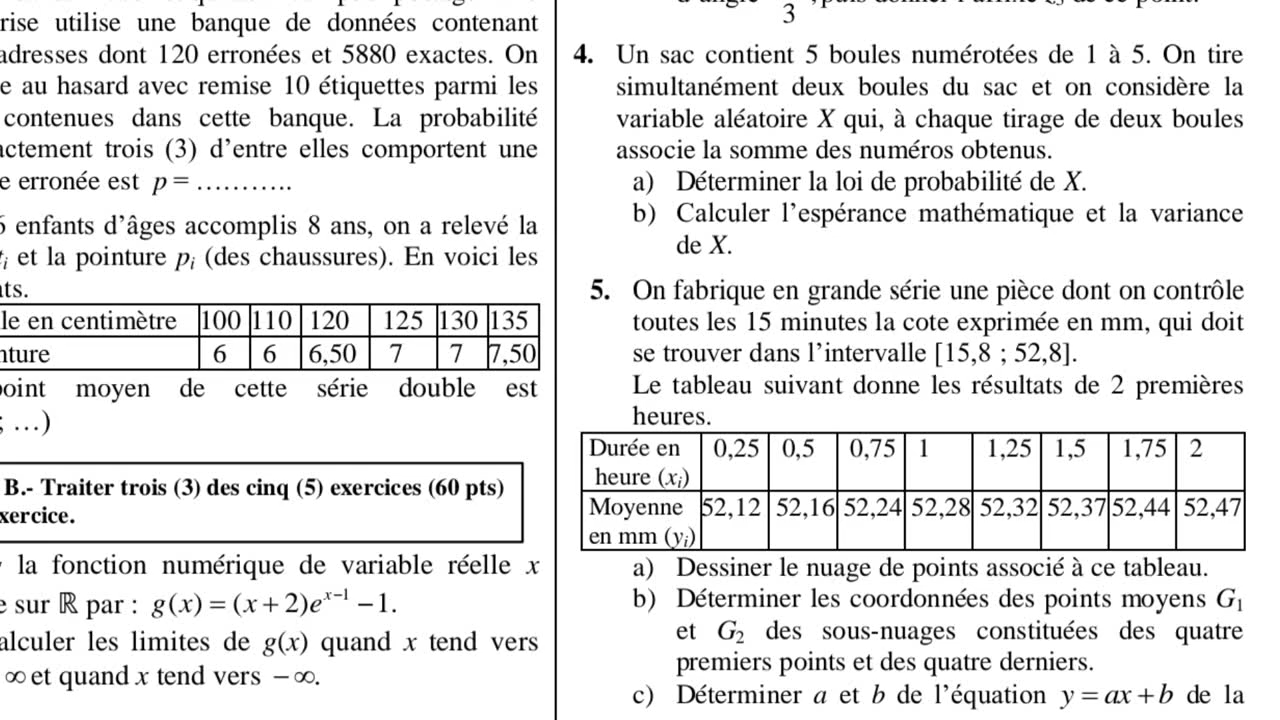 rise utilise une banque de données contenant
adresses dont 120 erronées et 5880 exactes. On
e au hasard avec remise 10 étiquettes parmi les
contenues dans cette banque. La probabilité
actement trois (3) d'entre elles comportent une
e erronée est p = ...........
6 enfants d'âges accomplis 8 ans, on a relevé la
tᵢ et la pointure pᵢ (des chaussures). En voici les
ats.
le en centimètre 100 110 120 125 130 135
nture 6 6 6,50 7 7 7,50
point moyen de cette série double est
; ...)
B.- Traiter trois (3) des cinq (5) exercices (60 pts)
xercice.
la fonction numérique de variable réelle x
e sur ℝ par : g(x) = (x + 2)eˣ⁻¹ − 1.
alculer les limites de g(x) quand x tend vers
∞ et quand x tend vers − ∞.
3
4. Un sac contient 5 boules numérotées de 1 à 5. On tire
simultanément deux boules du sac et on considère la
variable aléatoire X qui, à chaque tirage de deux boules
associe la somme des numéros obtenus.
a) Déterminer la loi de probabilité de X.
b) Calculer l'espérance mathématique et la variance
de X.
5. On fabrique en grande série une pièce dont on contrôle
toutes les 15 minutes la cote exprimée en mm, qui doit
se trouver dans l'intervalle [15,8 ; 52,8].
Le tableau suivant donne les résultats de 2 premières
heures.
Durée en 0,25 0,5 0,75 1 1,25 1,5 1,75 2
heure (xᵢ)
Moyenne 52,12 52,16 52,24 52,28 52,32 52,37 52,44 52,47
en mm (yᵢ)
a) Dessiner le nuage de points associé à ce tableau.
b) Déterminer les coordonnées des points moyens G₁
et G₂ des sous-nuages constituées des quatre
premiers points et des quatre derniers.
c) Déterminer a et b de l'équation y = ax + b de la